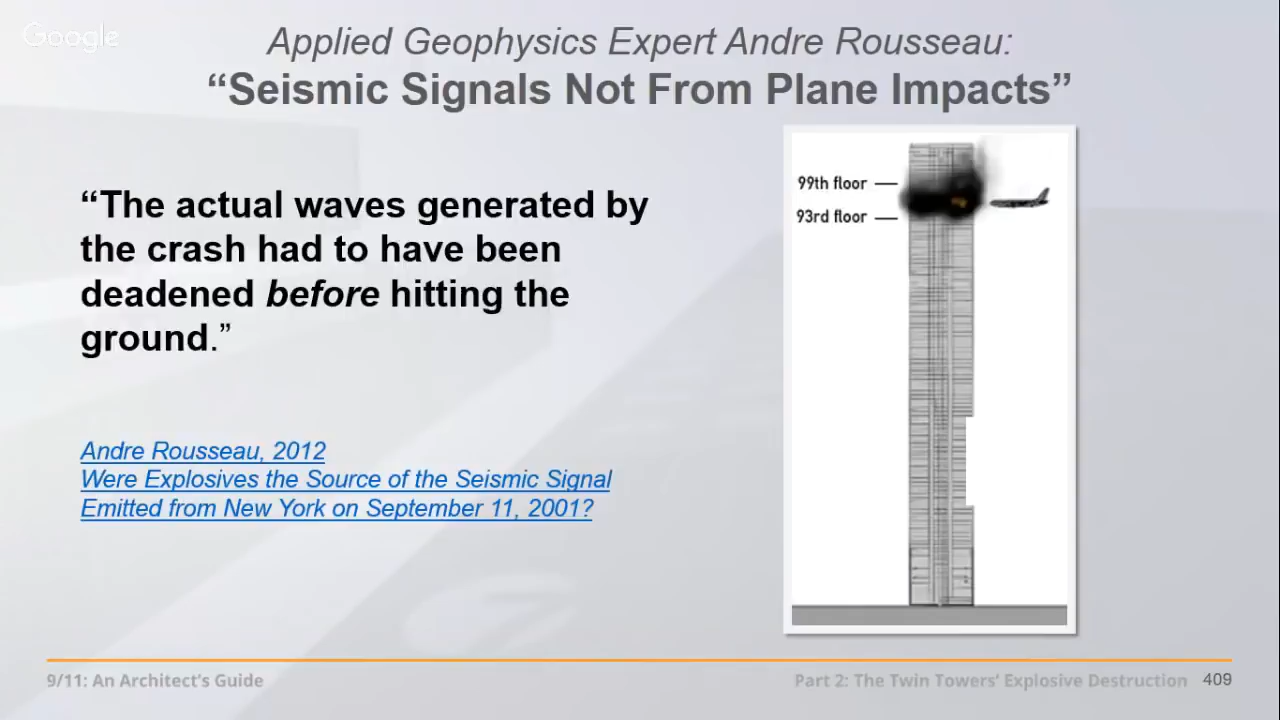 Google
Applied Geophysics Expert Andre Rousseau:
“Seismic Signals Not From Plane Impacts”
“The actual waves generated by
the crash had to have been
deadened before hitting the
ground.”
Andre Rousseau, 2012
Were Explosives the Source of the Seismic Signal
Emitted from New York on September 11, 2001?
99th floor
93rd floor
9/11: An Architect's Guide
Part 2: The Twin Towers' Explosive Destruction 409